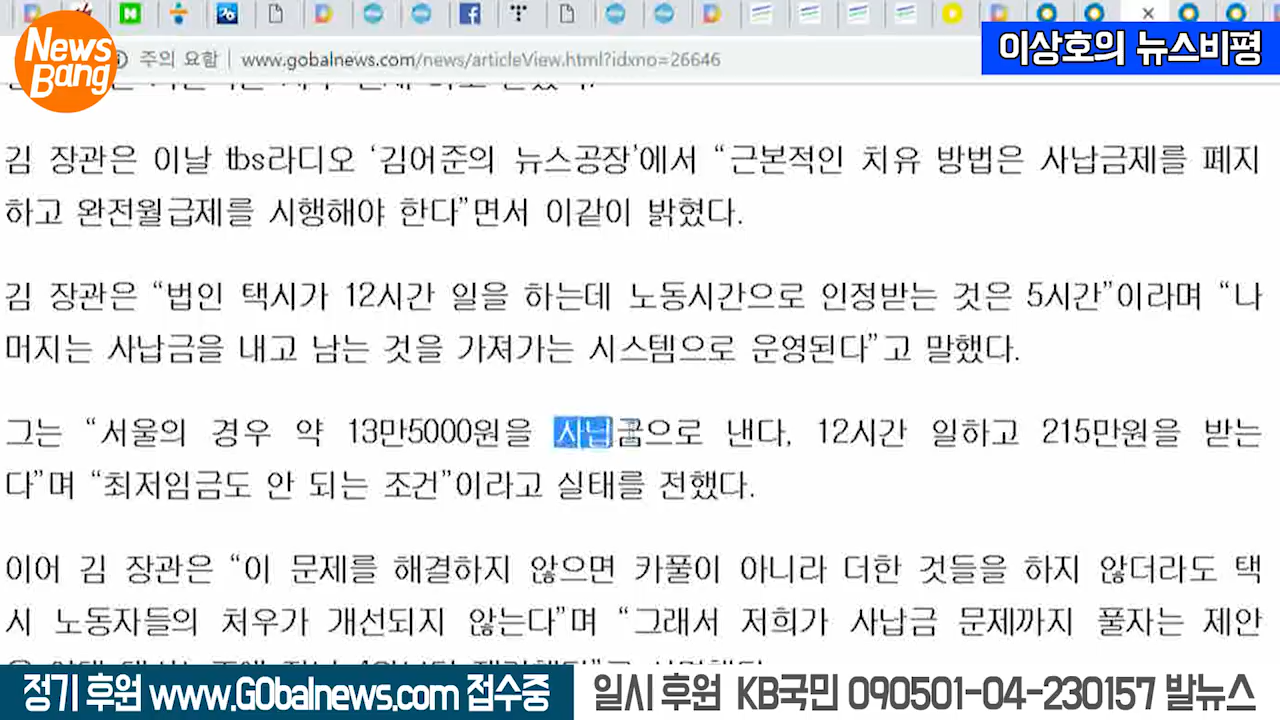 News
Bang
주의 요함 | www.gobalnews.com/news/articleView.html?idxno=26646
이상호의 뉴스비평
김 장관은 이날 tbs라디오 ‘김어준의 뉴스공장’에서 “근본적인 치유 방법은 사납금제를 폐지
하고 완전월급제를 시행해야 한다”면서 이같이 밝혔다.
김 장관은 “법인 택시가 12시간 일을 하는데 노동시간으로 인정받는 것은 5시간”이라며 “나
머지는 사납금을 내고 남는 것을 가져가는 시스템으로 운영된다”고 말했다.
그는 “서울의 경우 약 13만5000원을 사납금으로 낸다. 12시간 일하고 215만원을 받는
다”며 “최저임금도 안 되는 조건”이라고 실태를 전했다.
이어 김 장관은 “이 문제를 해결하지 않으면 카풀이 아니라 더한 것들을 하지 않더라도 택
시 노동자들의 처우가 개선되지 않는다”며 “그래서 저희가 사납금 문제까지 풀자는 제안
정기 후원 www.GObalnews.com 접수중
일시 후원 KB국민 090501-04-230157 발뉴스